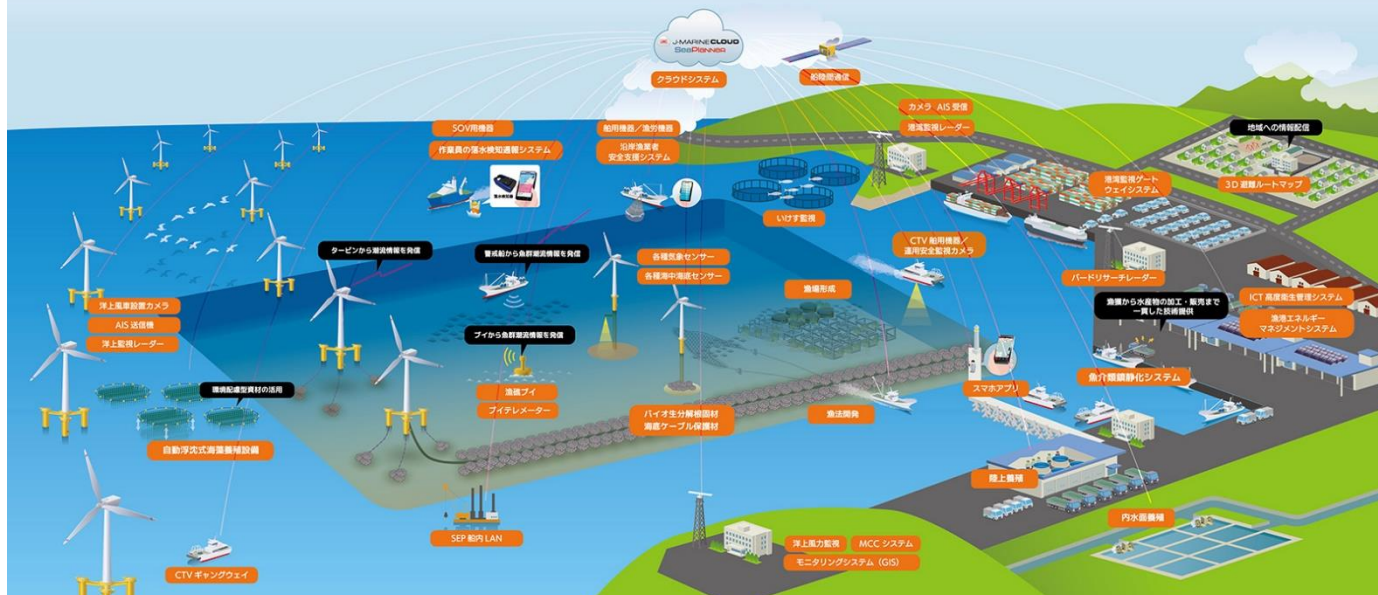 J-MARINE CLOUD
SeaPlanner
クラウドシステム
船陸間通信
カメラ AIS 受信
港湾監視レーダー
SOV用機器
作業員の落水検知通報システム
舶用機器／漁労機器
沿岸漁業者
安全支援システム
地域への情報配信
3D 避難ルートマップ
港湾監視ゲート
ウェイシステム
いけす監視
タービンから潮流情報を発信
警戒船から魚群潮流情報を発信
各種気象センサー
各種海中海底センサー
CTV 舶用機器／
運用安全監視カメラ
バードリサーチレーダー
漁場形成
漁獲から水産物の加工・販売まで
一貫した技術提供
ICT 高度衛生管理システム
漁港エネルギー
マネジメントシステム
洋上風車設置カメラ
AIS 送信機
洋上監視レーダー
ブイから魚群潮流情報を発信
環境配慮型資材の活用
漁礁ブイ
ブイテレメーター
スマホアプリ
魚介類鎮静化システム
バイオ生分解根固材
海底ケーブル保護材
漁法開発
自動浮沈式海藻養殖設備
陸上養殖
内水面養殖
SEP 船内 LAN
洋上風力監視
MCC システム
モニタリングシステム（GIS）
CTV ギャングウェイ